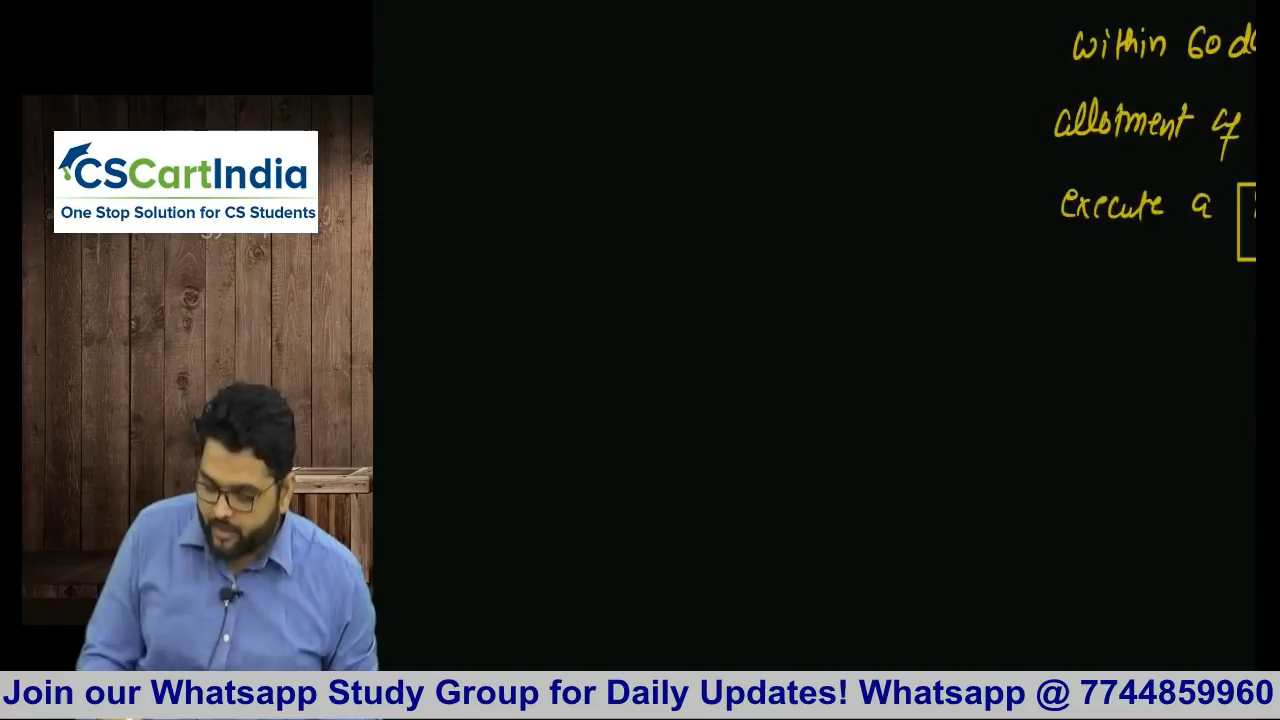 within 60
allotment of
execute a
CSCartIndia
One Stop Solution for CS Students
Join our Whatsapp Study Group for Daily Updates! Whatsapp @ 7744859960